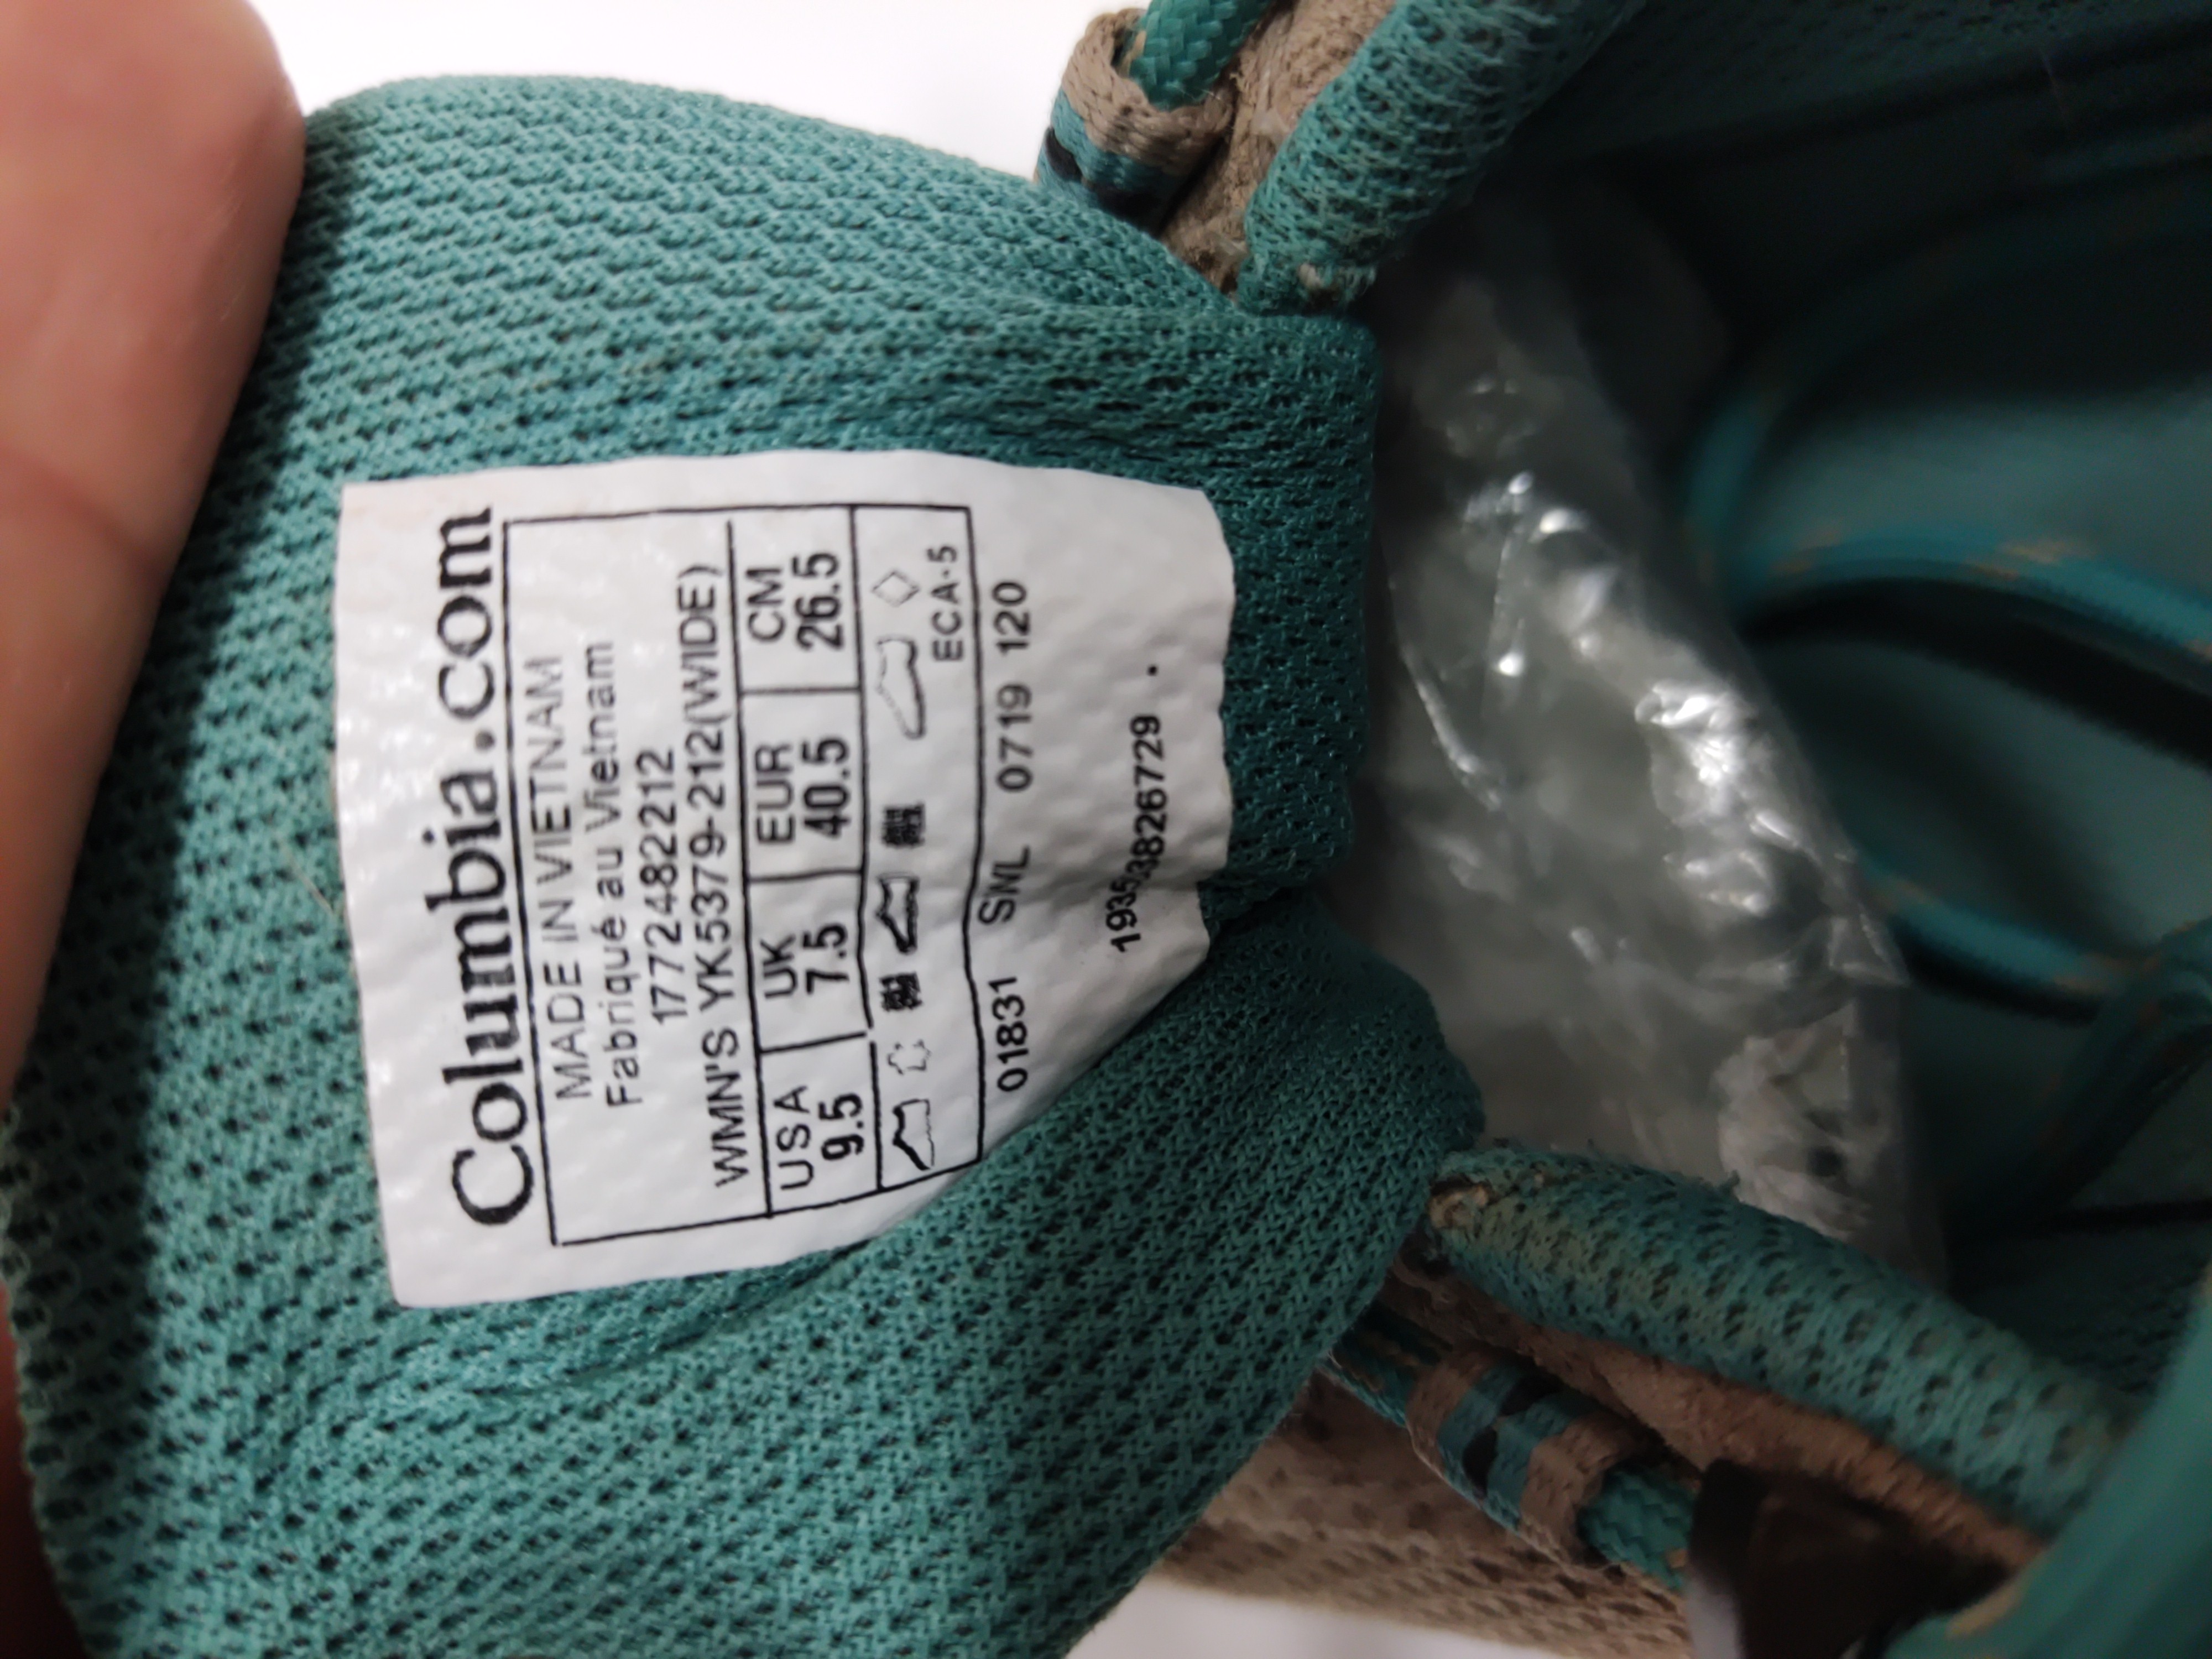 Columbia.com
MADE IN VIETNAM
Fabriqué au Vietnam
1772482212
WMN'S YK5379-212(WIDE)
USA UK EUR CM
9.5 7.5 40.5 26.5
ECA-5
01831 SML 0719 120
193553826729 .